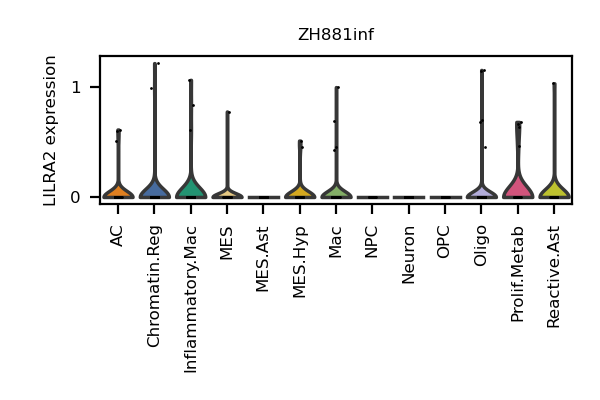 ZH881inf
LILRA2 expression
1
0
AC
Chromatin.Reg
Inflammatory.Mac
MES
MES.Ast
MES.Hyp
Mac
NPC
Neuron
OPC
Oligo
Prolif.Metab
Reactive.Ast